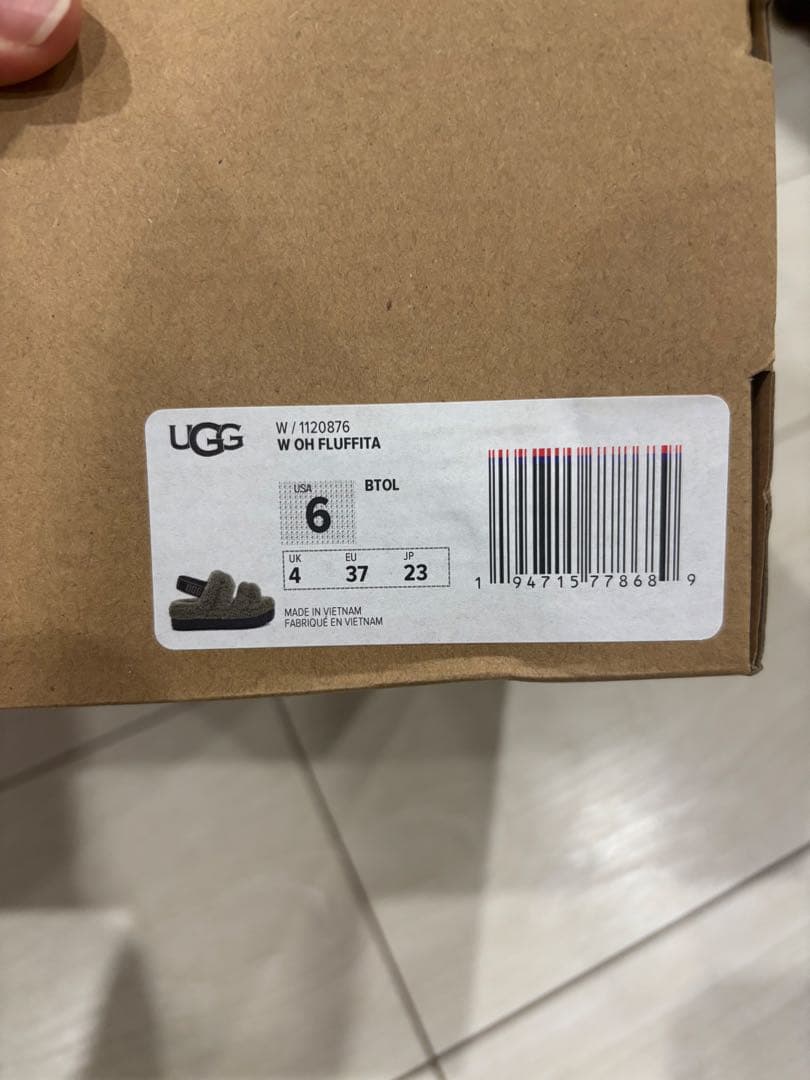 UGG
W / 1120876
W OH FLUFFITA
USA
6
BTOL
UK EU JP
4 37 23
1 94715 77868 9
MADE IN VIETNAM
FABRIQUÉ EN VIETNAM